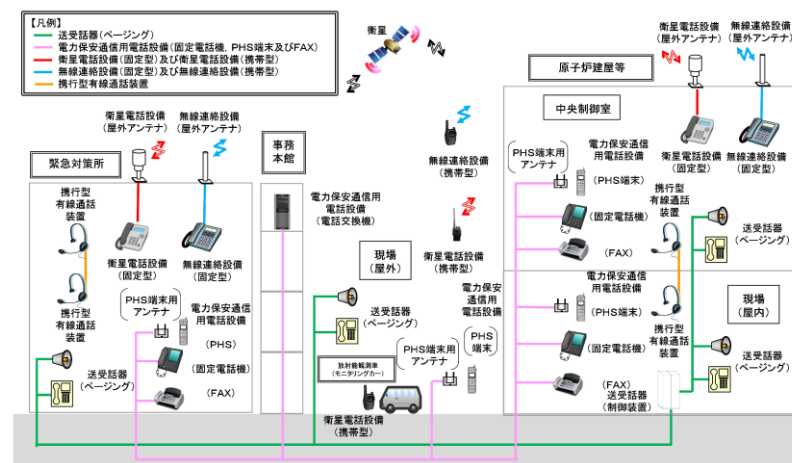 【凡例】
送受話器(ページング)
電力保安通信用電話設備(固定電話機, PHS端末及びFAX)
衛星電話設備(固定型)及び衛星電話設備(携帯型)
無線連絡設備(固定型)及び無線連絡設備(携帯型)
携行型有線通話装置
衛星
緊急対策所
衛星電話設備
(屋外アンテナ)
無線連絡設備
(屋外アンテナ)
携行型
有線通話
装置
衛星電話設備
(固定型)
無線連絡設備
(固定型)
携行型
有線通話
装置
PHS端末用
アンテナ
電力保安通信
用電話設備
(PHS)
(固定電話機)
(FAX)
送受話器
(ページング)
事務
本館
電力保安通信用
電話設備
(電話交換機)
現場
(屋外)
送受話器
(ページング)
放射能観測車
(モニタリングカー)
衛星電話設備
(携帯型)
無線連絡設備
(携帯型)
衛星電話設備
(携帯型)
電力保安通
信用電話設備
PHS端末用
アンテナ
PHS
端末
原子炉建屋等
衛星電話設備
(屋外アンテナ)
無線連絡設備
(屋外アンテナ)
中央制御室
PHS端末用
アンテナ
電力保安通信
用電話設備
(PHS端末)
(固定電話機)
(FAX)
衛星電話設備
(固定型)
無線連絡設備
(固定型)
携行型
有線通話
装置
送受話器
(ページング)
電力保安通信
用電話設備
(PHS端末)
(固定電話機)
(FAX)
携行型
有線通話
装置
現場
(屋内)
送受話器
(ページング)
送受話器
(制御装置)